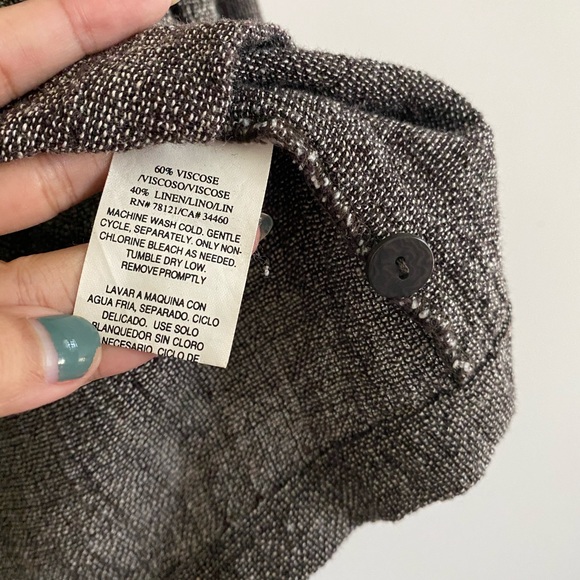 60% VISCOSE
/VISCOSO/VISCOSE
40% LINEN/LINO/LIN
RN# 78121/CA# 34460
MACHINE WASH COLD. GENTLE
CYCLE, SEPARATELY. ONLY NON-
CHLORINE BLEACH AS NEEDED.
TUMBLE DRY LOW.
REMOVE PROMPTLY
LAVAR A MAQUINA CON
AGUA FRIA, SEPARADO. CICLO
DELICADO. USE SOLO
BLANQUEDOR SIN CLORO
NECESARIO. CICLO DE